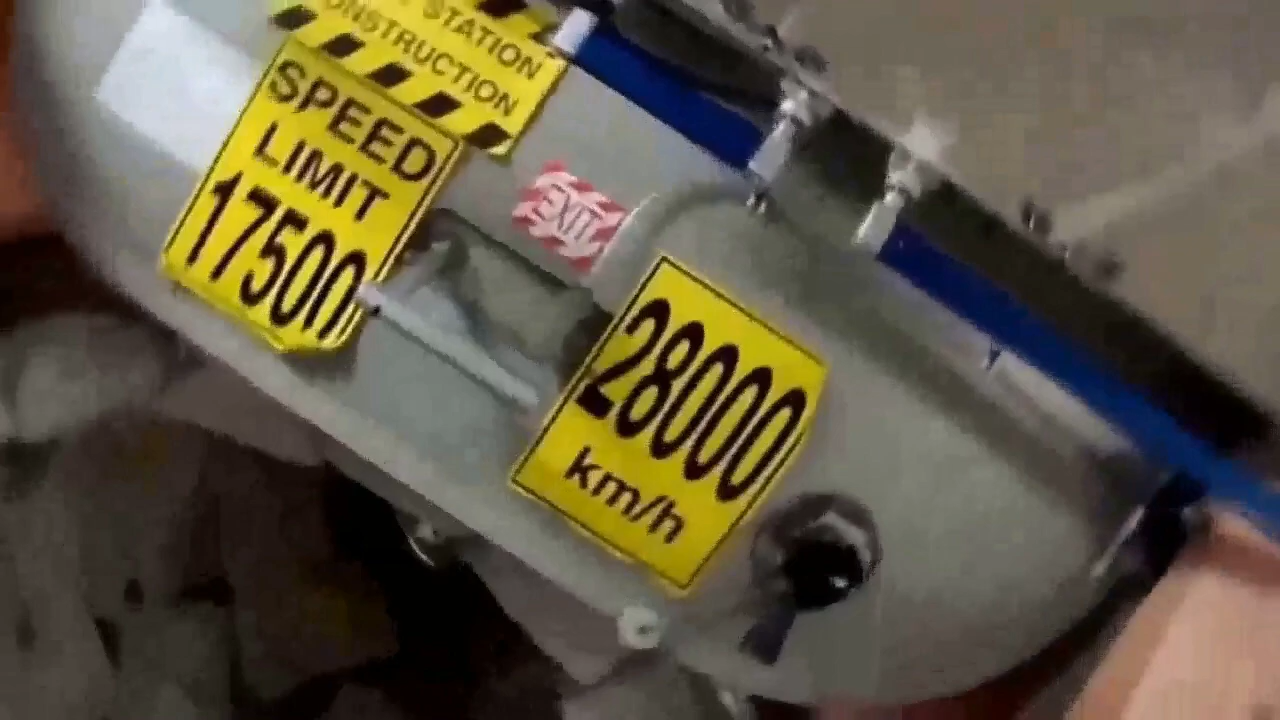 STATION
CONSTRUCTION
SPEED
LIMIT
17500
EXIT
28000
km/h